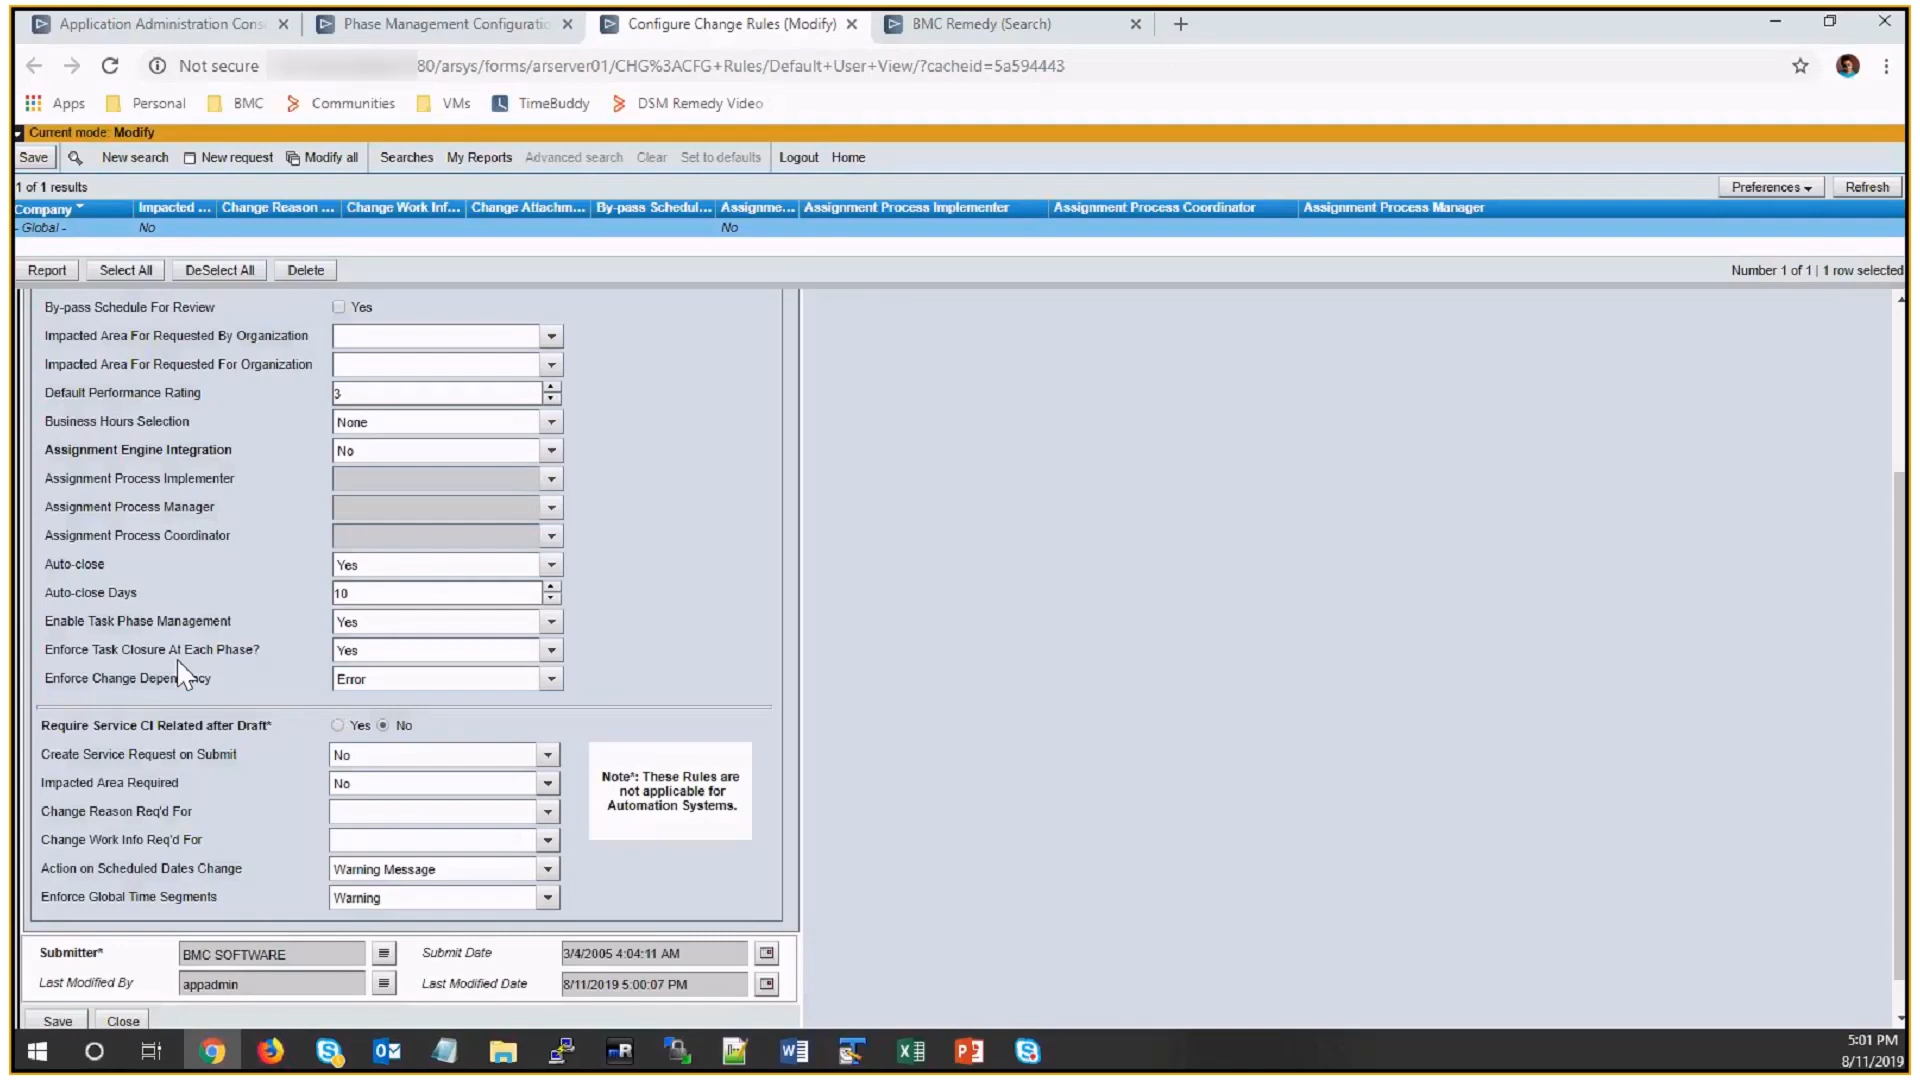 Application Administration Cons
Phase Management Configuratio
Configure Change Rules (Modify)
BMC Remedy (Search)
Not secure
80/arsys/forms/arserver01/CHG%3ACFG+Rules/Default+User+View/?cacheid=5a594443
Apps Personal BMC Communities VMs TimeBuddy DSM Remedy Video
Current mode: Modify
Save New search New request Modify all Searches My Reports Advanced search Clear Set to defaults Logout Home
1 of 1 results Preferences Refresh
Company Impacted ... Change Reason ... Change Work Inf... Change Attachm... By-pass Schedul... Assignme... Assignment Process Implementer Assignment Process Coordinator Assignment Process Manager
- Global - No No
Report Select All DeSelect All Delete Number 1 of 1 | 1 row selected
By-pass Schedule For Review Yes
Impacted Area For Requested By Organization
Impacted Area For Requested For Organization
Default Performance Rating 3
Business Hours Selection None
Assignment Engine Integration No
Assignment Process Implementer
Assignment Process Manager
Assignment Process Coordinator
Auto-close Yes
Auto-close Days 10
Enable Task Phase Management Yes
Enforce Task Closure At Each Phase? Yes
Enforce Change Depen cy Error
Require Service CI Related after Draft* Yes No
Create Service Request on Submit No
Impacted Area Required No
Change Reason Req'd For
Change Work Info Req'd For
Action on Scheduled Dates Change Warning Message
Enforce Global Time Segments Warning
Note*: These Rules are
not applicable for
Automation Systems.
Submitter* BMC SOFTWARE Submit Date 3/4/2005 4:04:11 AM
Last Modified By appadmin Last Modified Date 8/11/2019 5:00:07 PM
Save Close
5:01 PM
8/11/2019